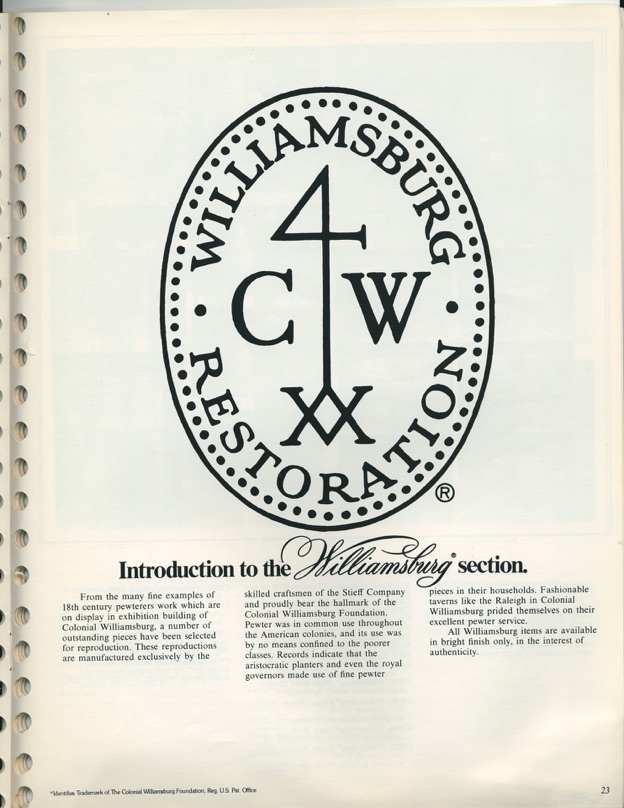 WILLIAMSBURG
4
C W
XX
RESTORATION
®
Introduction to the Williamsburg* section.
From the many fine examples of
18th century pewterers work which are
on display in exhibition building of
Colonial Williamsburg, a number of
outstanding pieces have been selected
for reproduction. These reproductions
are manufactured exclusively by the
skilled craftsmen of the Stieff Company
and proudly bear the hallmark of the
Colonial Williamsburg Foundation.
Pewter was in common use throughout
the American colonies, and its use was
by no means confined to the poorer
classes. Records indicate that the
aristocratic planters and even the royal
governors made use of fine pewter
pieces in their households. Fashionable
taverns like the Raleigh in Colonial
Williamsburg prided themselves on their
excellent pewter service.
All Williamsburg items are available
in bright finish only, in the interest of
authenticity.
*Identifies Trademark of The Colonial Williamsburg Foundation, Reg. U.S. Pat. Office
23